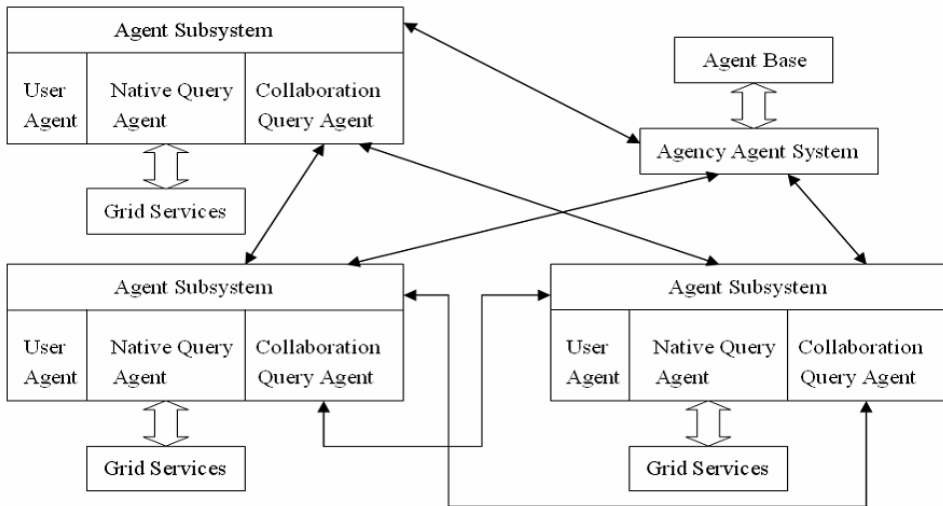 Agent Subsystem
User
Agent
Native Query
Agent
Collaboration
Query Agent
Grid Services
Agent Base
Agency Agent System
Agent Subsystem
User
Agent
Native Query
Agent
Collaboration
Query Agent
Grid Services
Agent Subsystem
User
Agent
Native Query
Agent
Collaboration
Query Agent
Grid Services